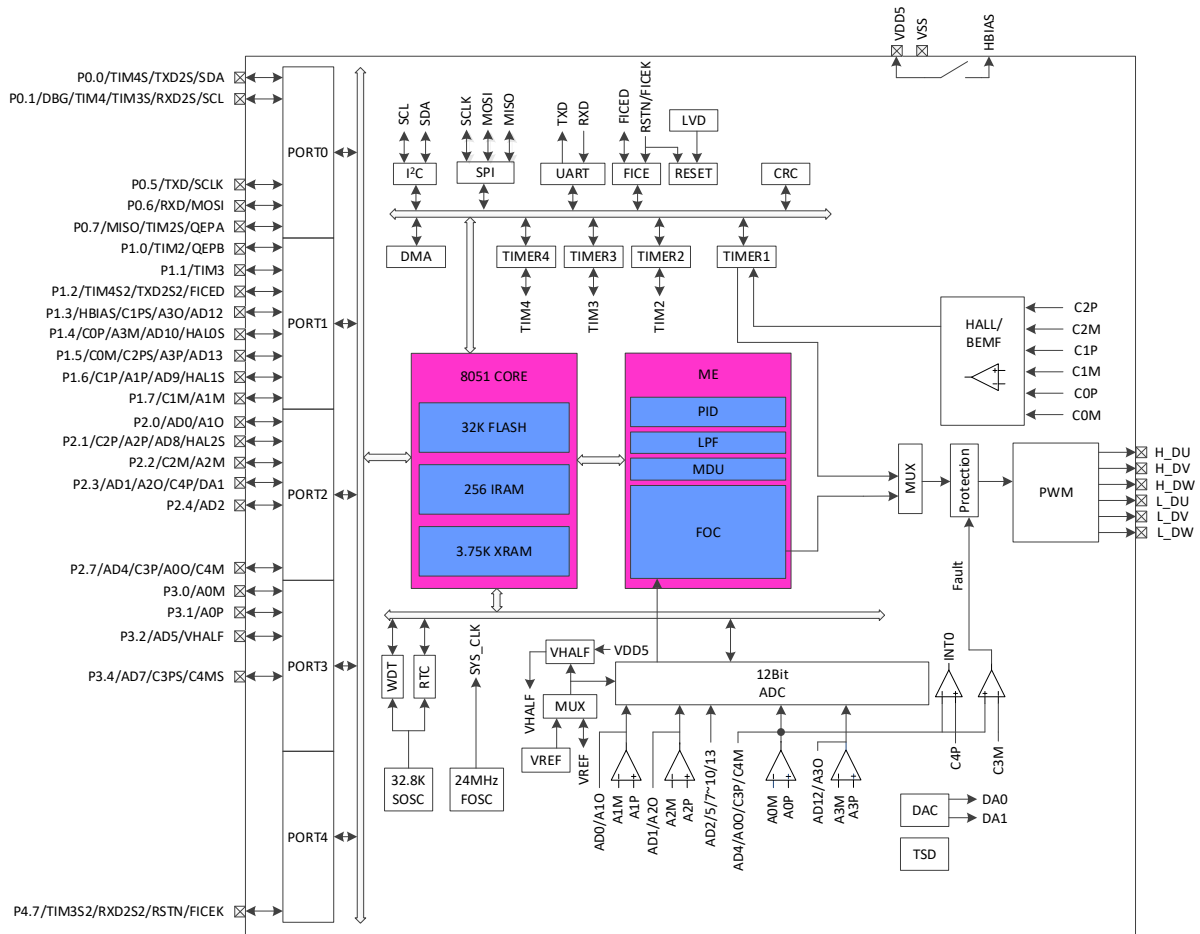 VDD5
VSS
HBIAS
P0.0/TIM4S/TXD2S/SDA
P0.1/DBG/TIM4/TIM3S/RXD2S/SCL
P0.5/TXD/SCLK
P0.6/RXD/MOSI
P0.7/MISO/TIM2S/QEPA
P1.0/TIM2/QEPB
P1.1/TIM3
P1.2/TIM4S2/TXD2S2/FICED
P1.3/HBIAS/C1PS/A3O/AD12
P1.4/C0P/A3M/AD10/HAL0S
P1.5/C0M/C2PS/A3P/AD13
P1.6/C1P/A1P/AD9/HAL1S
P1.7/C1M/A1M
P2.0/AD0/A1O
P2.1/C2P/A2P/AD8/HAL2S
P2.2/C2M/A2M
P2.3/AD1/A2O/C4P/DA1
P2.4/AD2
P2.7/AD4/C3P/A0O/C4M
P3.0/A0M
P3.1/A0P
P3.2/AD5/VHALF
P3.4/AD7/C3PS/C4MS
P4.7/TIM3S2/RXD2S2/RSTN/FICEK
PORT0
PORT1
PORT2
PORT3
PORT4
SCL
SDA
SCLK
MOSI
MISO
TXD
RXD
FICED
RSTN/FICEK
LVD
I²C
SPI
UART
FICE
RESET
CRC
DMA
TIMER4
TIMER3
TIMER2
TIMER1
TIM4
TIM3
TIM2
8051 CORE
32K FLASH
256 IRAM
3.75K XRAM
ME
PID
LPF
MDU
FOC
HALL/
BEMF
C2P
C2M
C1P
C1M
C0P
C0M
MUX
Protection
PWM
H_DU
H_DV
H_DW
L_DU
L_DV
L_DW
Fault
WDT
RTC
SYS_CLK
32.8K
SOSC
24MHz
FOSC
VHALF
VDD5
VHALF
MUX
VREF
VREF
12Bit
ADC
INT0
C4P
C3M
AD0/A1O
A1M
A1P
AD1/A2O
A2M
A2P
AD2/5/7~10/13
AD4/A0O/C3P/C4M
A0M
A0P
AD12/A3O
A3M
A3P
DAC
DA0
DA1
TSD